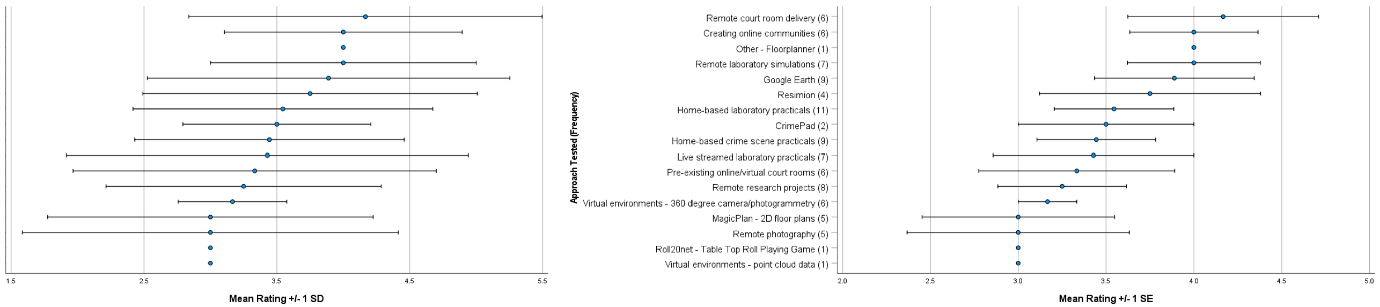 1.5 2.5 3.5 4.5 5.5
Mean Rating +/- 1 SD
Approach Tested (Frequency)
Remote court room delivery (6)
Creating online communities (6)
Other - Floorplanner (1)
Remote laboratory simulations (7)
Google Earth (9)
Resimion (4)
Home-based laboratory practicals (11)
CrimePad (2)
Home-based crime scene practicals (9)
Live streamed laboratory practicals (7)
Pre-existing online/virtual court rooms (6)
Remote research projects (8)
Virtual environments - 360 degree camera/photogrammetry (6)
MagicPlan - 2D floor plans (5)
Remote photography (5)
Roll20net - Table Top Roll Playing Game (1)
Virtual environments - point cloud data (1)
2.0 2.5 3.0 3.5 4.0 4.5 5.0
Mean Rating +/- 1 SE